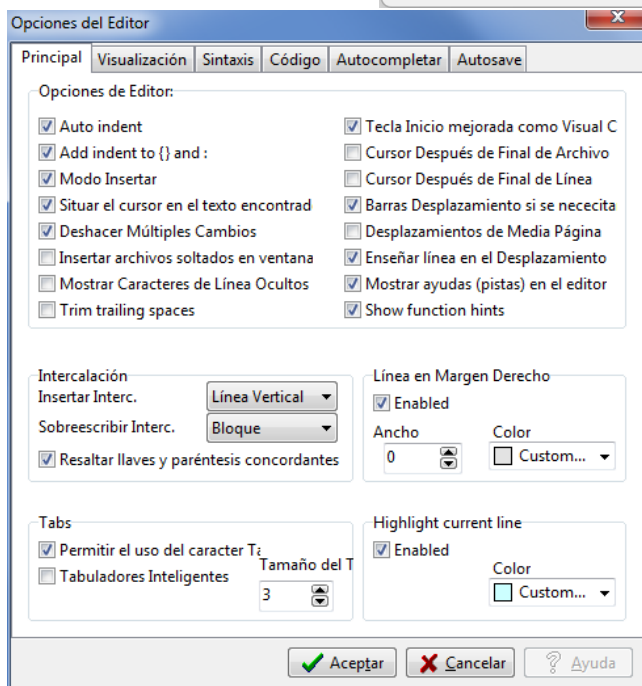 Opciones del Editor
Principal Visualización Sintaxis Código Autocompletar Autosave
Opciones de Editor:
Auto indent
Add indent to {} and :
Modo Insertar
Situar el cursor en el texto encontrad
Deshacer Múltiples Cambios
Insertar archivos soltados en ventana
Mostrar Caracteres de Línea Ocultos
Trim trailing spaces
Tecla Inicio mejorada como Visual C
Cursor Después de Final de Archivo
Cursor Después de Final de Línea
Barras Desplazamiento si se nececita
Desplazamientos de Media Página
Enseñar línea en el Desplazamiento
Mostrar ayudas (pistas) en el editor
Show function hints
Intercalación
Insertar Interc. Línea Vertical
Sobreescribir Interc. Bloque
Resaltar llaves y paréntesis concordantes
Línea en Margen Derecho
Enabled
Ancho Color
0 Custom...
Tabs
Permitir el uso del caracter Ta
Tabuladores Inteligentes
Tamaño del T
3
Highlight current line
Enabled
Color
Custom...
Aceptar Cancelar ? Ayuda